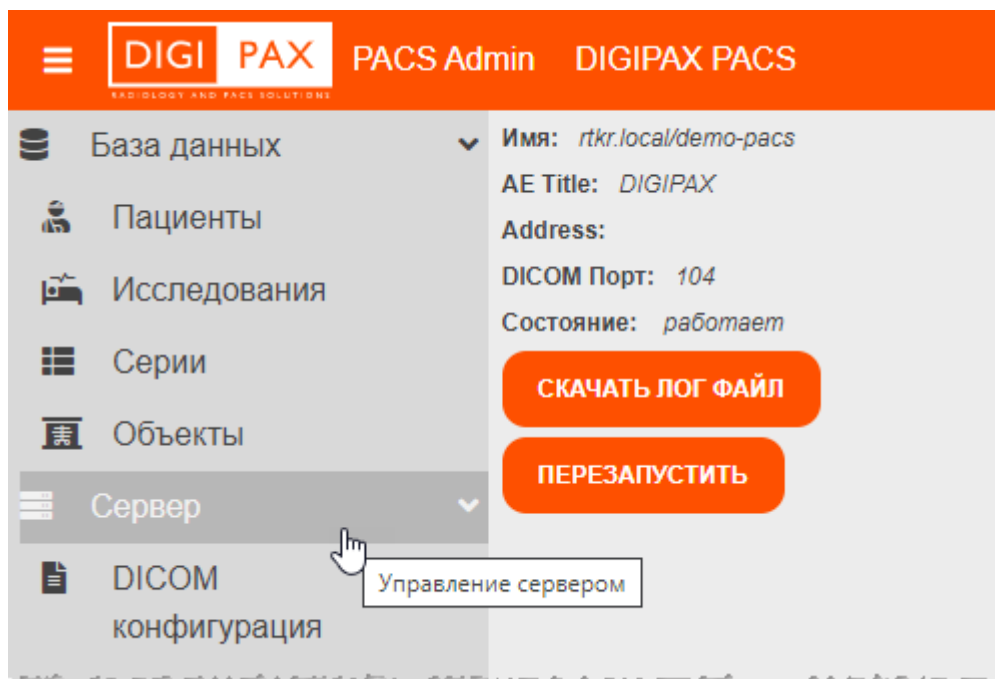 DIGI PAX PACS Admin DIGIPAX PACS
RADIOLOGY AND PACS SOLUTIONS
База данных
Пациенты
Исследования
Серии
Объекты
Сервер
DICOM
конфигурация
Имя: rtkr.local/demo-pacs
AE Title: DIGIPAX
Address:
DICOM Порт: 104
Состояние: работает
СКАЧАТЬ ЛОГ ФАЙЛ
ПЕРЕЗАПУСТИТЬ
Управление сервером